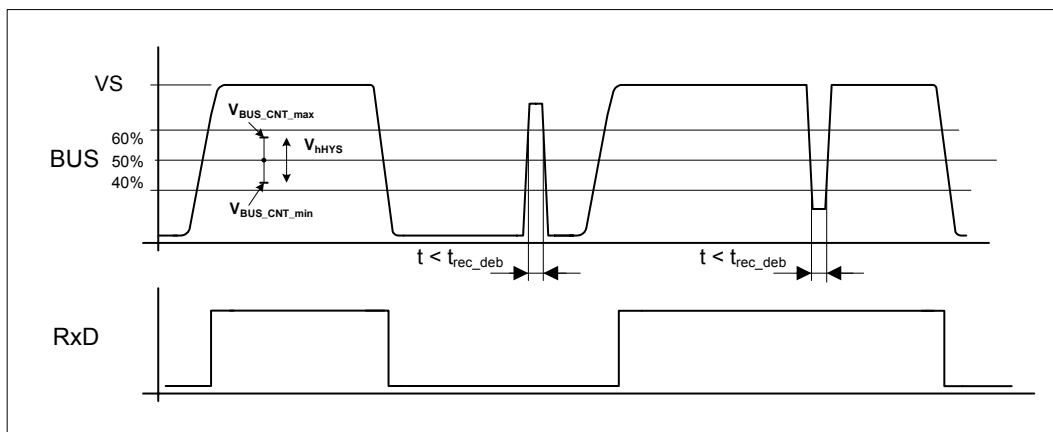 VS
V_BUS_CNT_max
60%
V_hHYS
BUS 50%
40%
V_BUS_CNT_min
t < t_rec_deb
t < t_rec_deb
RxD